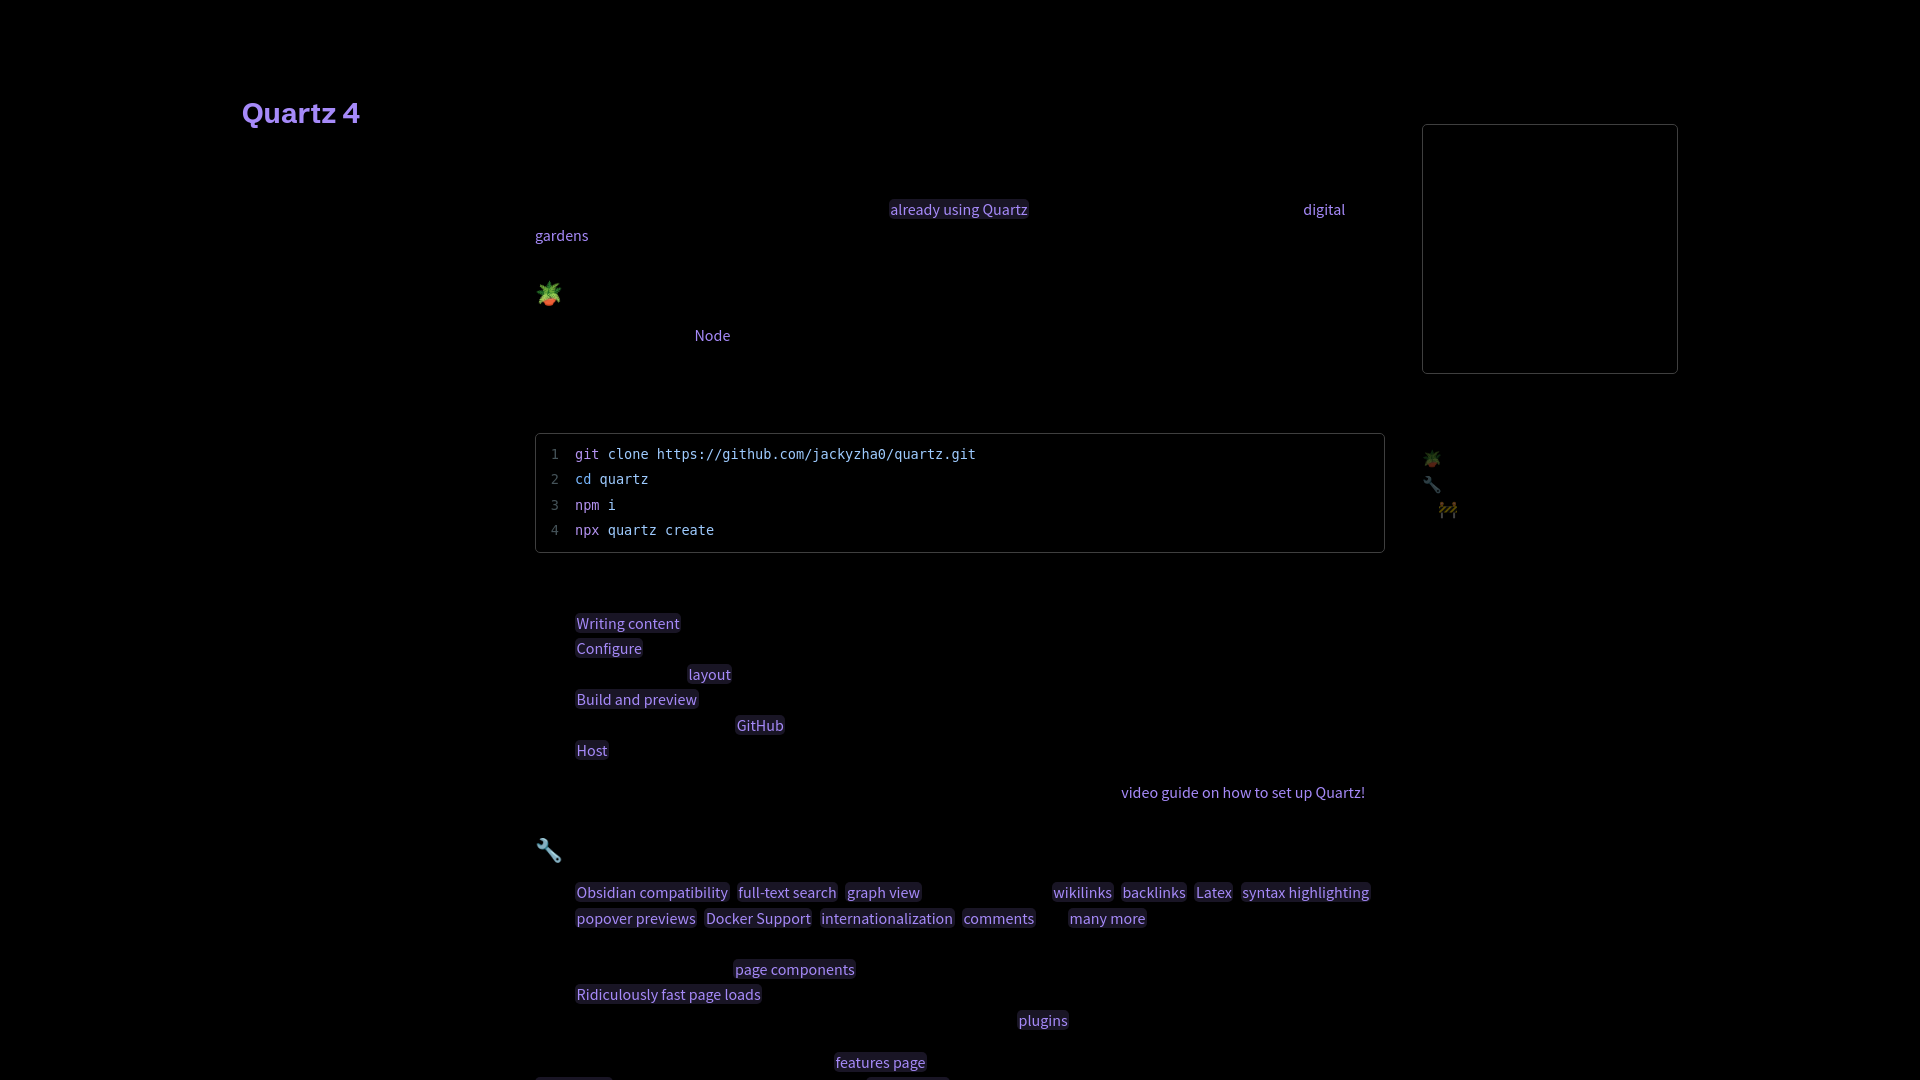 Quartz 4
already using Quartz digital
gardens
🪴
Node
1 git clone https://github.com/jackyzha0/quartz.git
2 cd quartz
3 npm i
4 npx quartz create
🪴
🔧
🚧
Writing content
Configure
layout
Build and preview
GitHub
Host
video guide on how to set up Quartz!
🔧
Obsidian compatibility full-text search graph view wikilinks backlinks Latex syntax highlighting
popover previews Docker Support internationalization comments many more
page components
Ridiculously fast page loads
plugins
features page